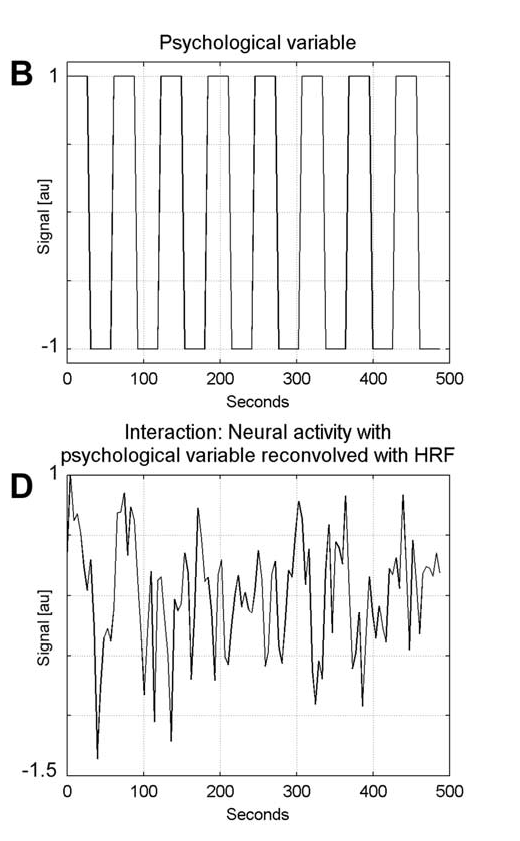 Psychological variable
B
1
Signal [au]
-1
0 100 200 300 400 500
Seconds
Interaction: Neural activity with
psychological variable reconvolved with HRF
D
1
Signal [au]
-1.5
0 100 200 300 400 500
Seconds